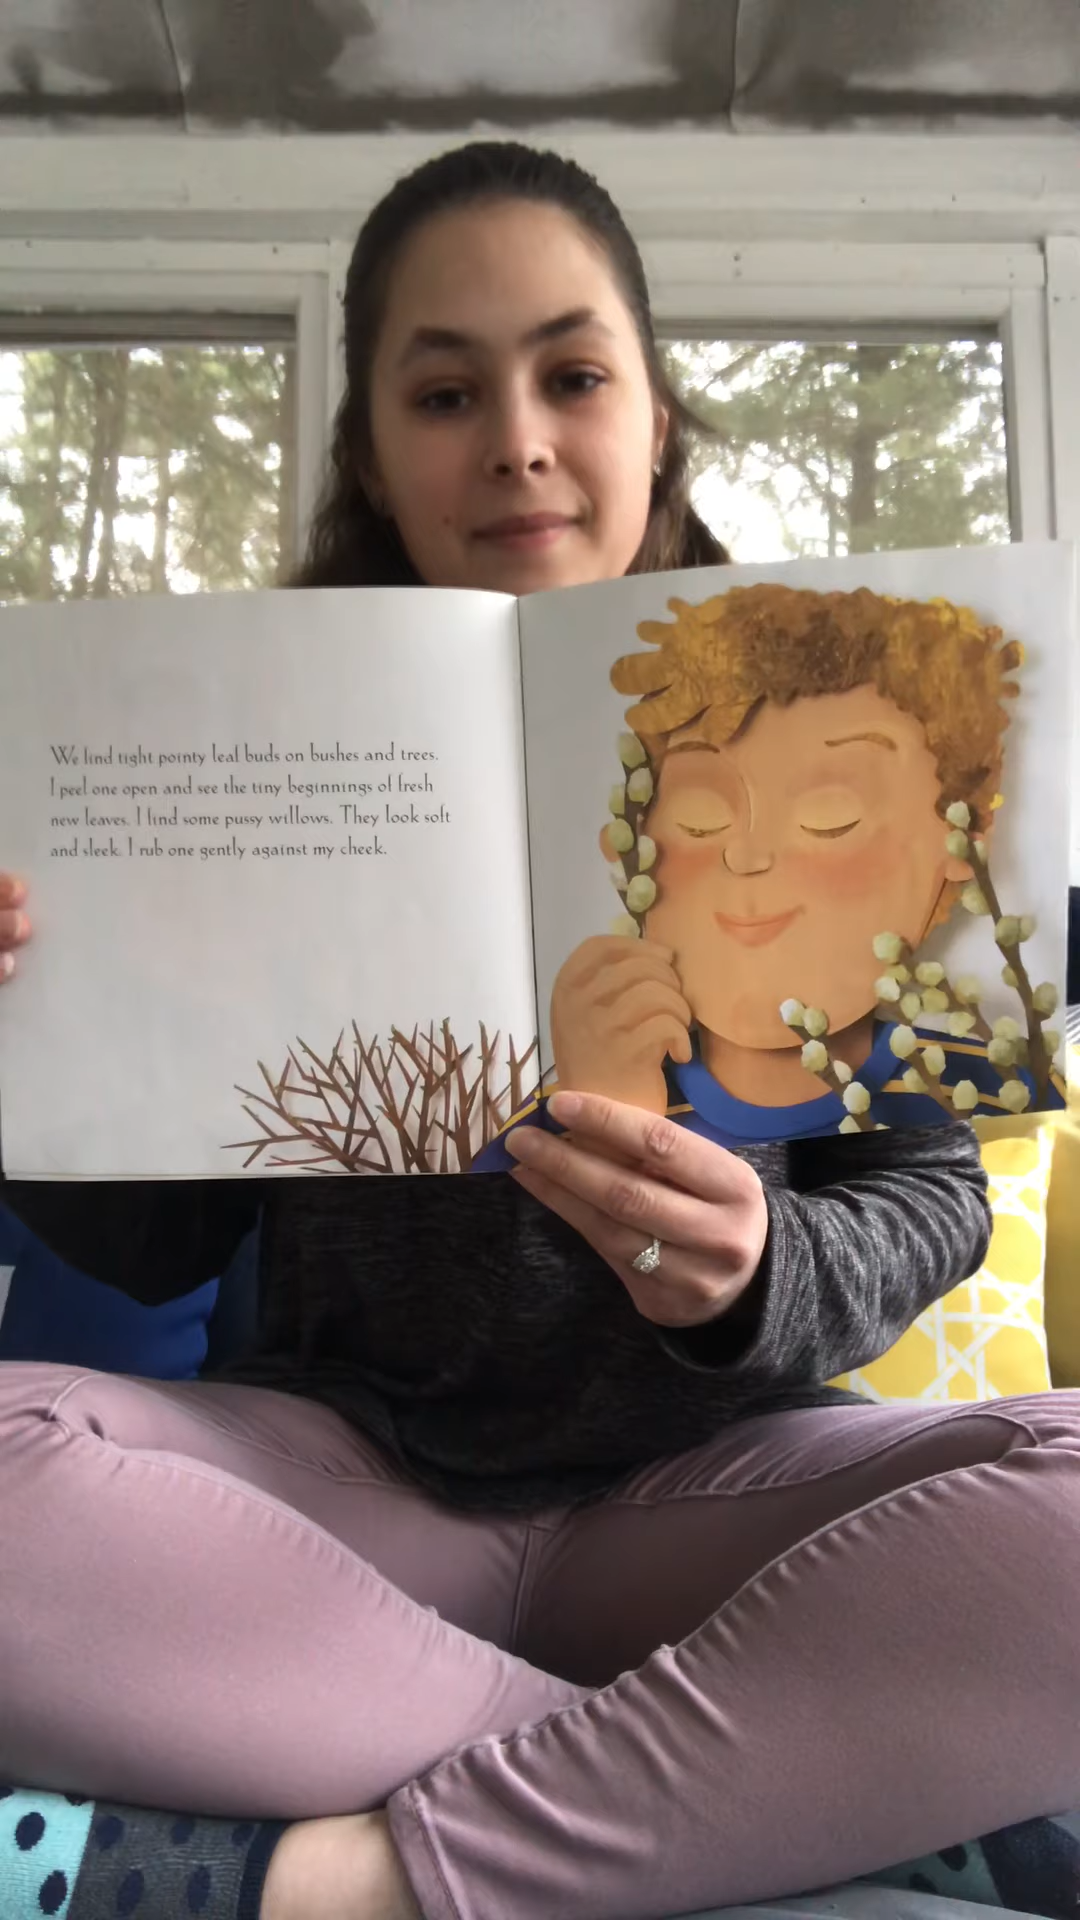 We find tight pointy leaf buds on bushes and trees.
I peel one open and see the tiny beginnings of fresh
new leaves. I find some pussy willows. They look soft
and sleek. I rub one gently against my cheek.